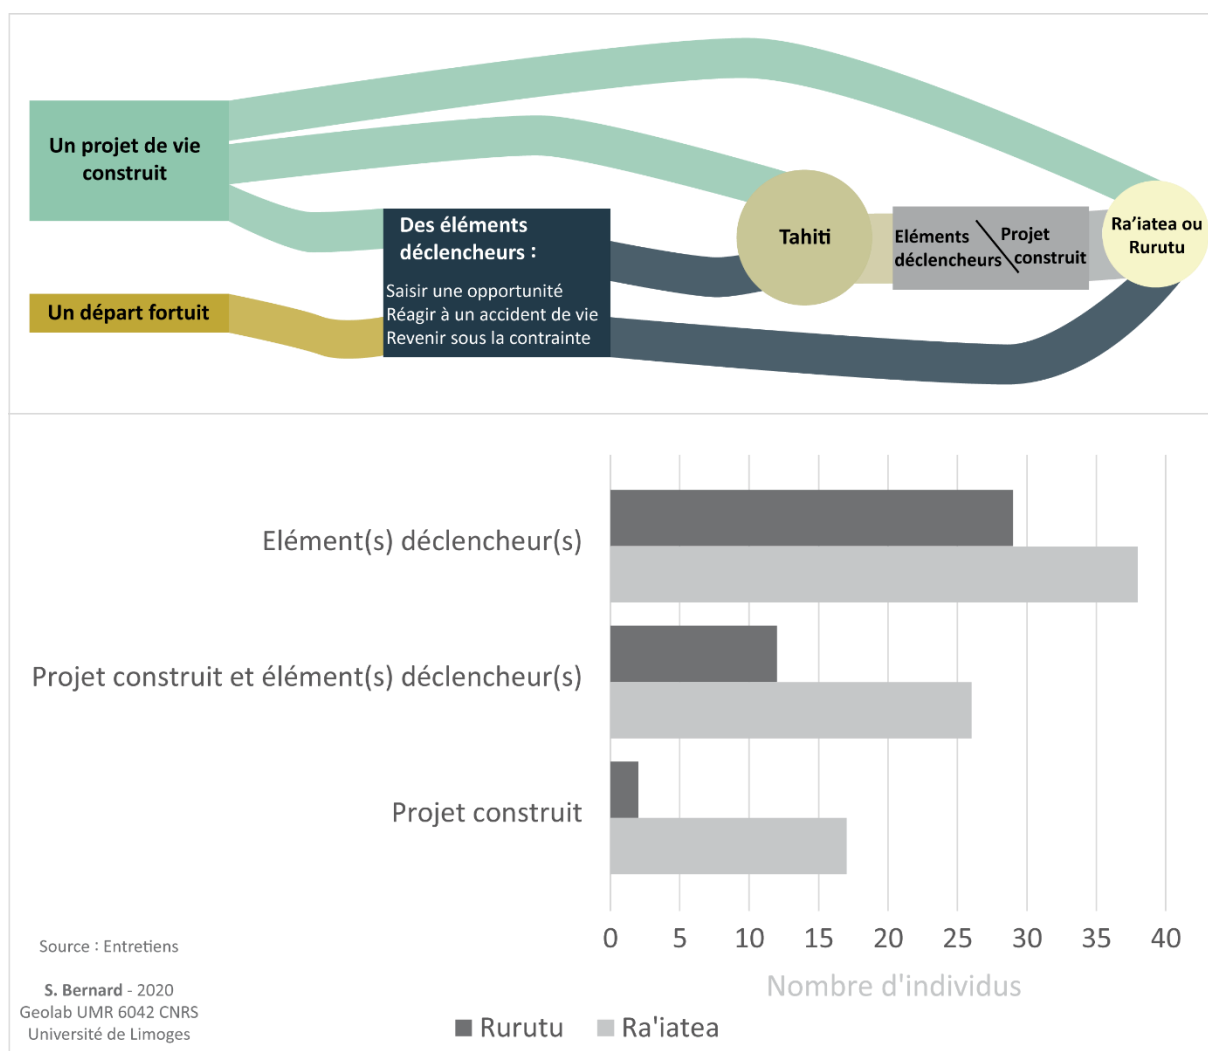 Un projet de vie
construit
Un départ fortuit
Des éléments
déclencheurs :
Saisir une opportunité
Réagir à un accident de vie
Revenir sous la contrainte
Tahiti
Eléments
déclencheurs
Projet
construit
Ra'iatea ou
Rurutu
Elément(s) déclencheur(s)
Projet construit et élément(s) déclencheur(s)
Projet construit
0 5 10 15 20 25 30 35 40
Nombre d'individus
Rurutu Ra'iatea
Source : Entretiens
S. Bernard - 2020
Geolab UMR 6042 CNRS
Université de Limoges